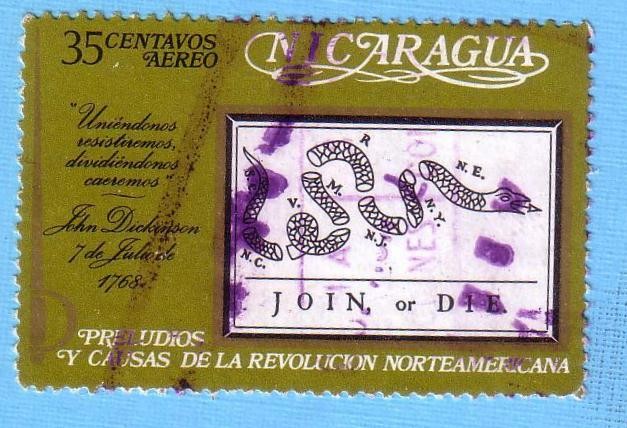 35 CENTAVOS
AEREO
NICARAGUA
"Uniéndonos
resistiremos,
dividiéndonos
caeremos"
John Dickinson
7 de Julio de
1768
R
S.C.
V.
M.
N.E.
N.Y.
N.J.
N.C.
JOIN, or DIE
PRELUDIOS
Y CAUSAS DE LA REVOLUCION NORTEAMERICANA